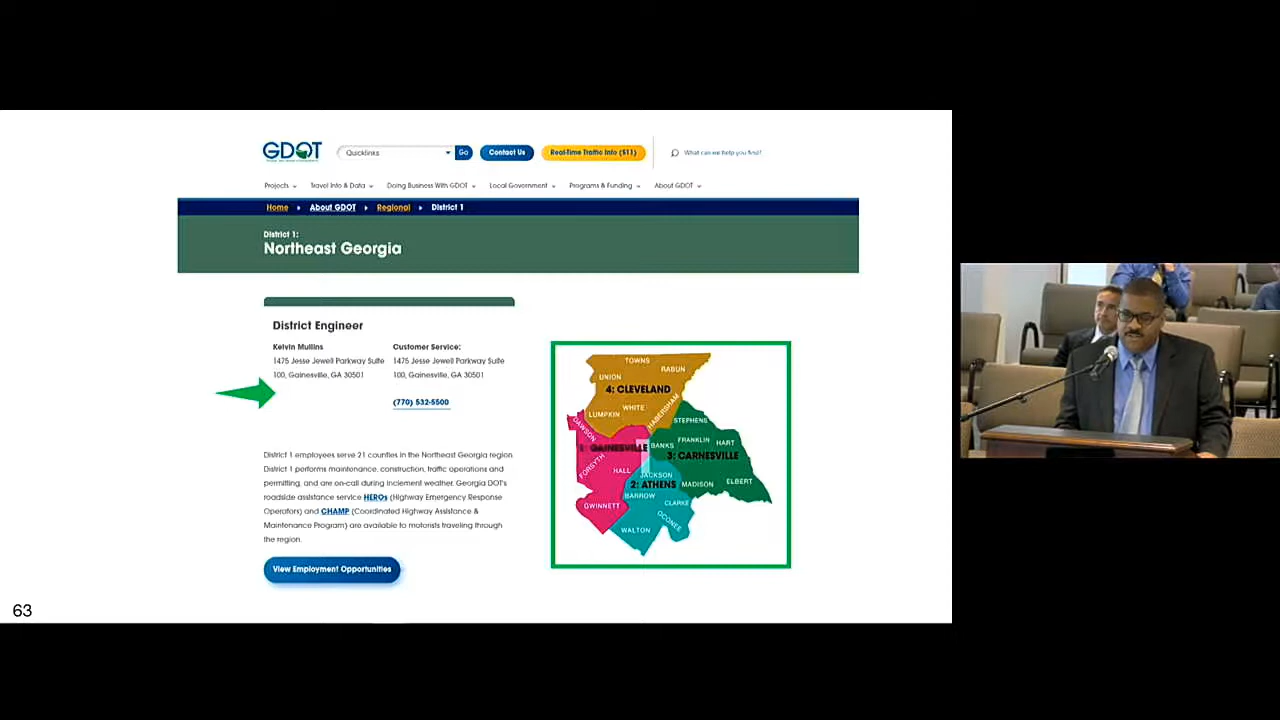 GDOT
Quicklinks
Go
Contact Us
Real-Time Traffic Info (511)
What can we help you find?
Projects
Travel Info & Data
Doing Business With GDOT
Local Government
Programs & Funding
About GDOT
Home
About GDOT
Regional
District 1
District 1:
Northeast Georgia
District Engineer
Kelvin Mullins
1475 Jesse Jewell Parkway Suite
100, Gainesville, GA 30501
Customer Service:
1475 Jesse Jewell Parkway Suite
100, Gainesville, GA 30501
(770) 532-5500
District 1 employees serve 21 counties in the Northeast Georgia region.
District 1 performs maintenance, construction, traffic operations and
permitting, and are on-call during inclement weather. Georgia DOT's
roadside assistance service HEROs (Highway Emergency Response
Operators) and CHAMP (Coordinated Highway Assistance &
Maintenance Program) are available to motorists traveling through
the region.
View Employment Opportunities
TOWNS
RABUN
UNION
4: CLEVELAND
WHITE
HABERSHAM
LUMPKIN
DAWSON
STEPHENS
FRANKLIN
HART
1: GAINESVILLE
BANKS
3: CARNESVILLE
FORSYTH
HALL
JACKSON
2: ATHENS
MADISON
ELBERT
BARROW
GWINNETT
CLARKE
OCONEE
WALTON
63